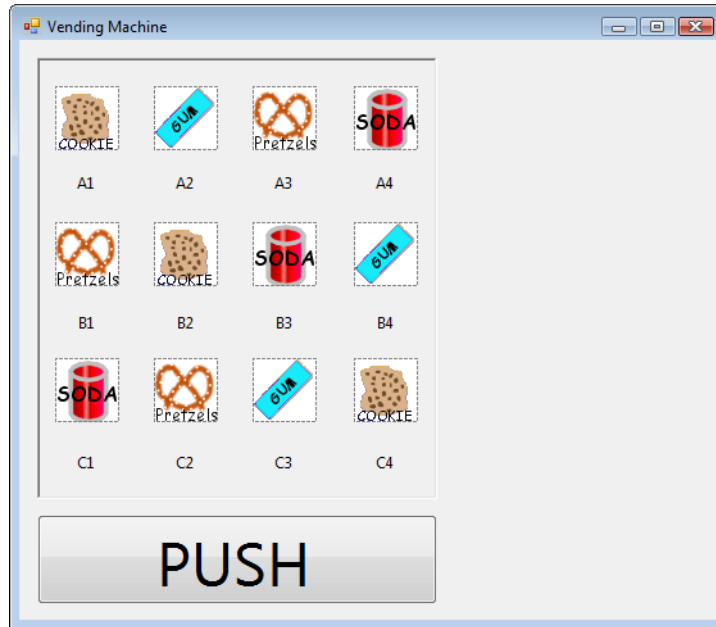 Vending Machine
COOKIE GUM Pretzels SODA
A1 A2 A3 A4
Pretzels COOKIE SODA GUM
B1 B2 B3 B4
SODA Pretzels GUM COOKIE
C1 C2 C3 C4
PUSH